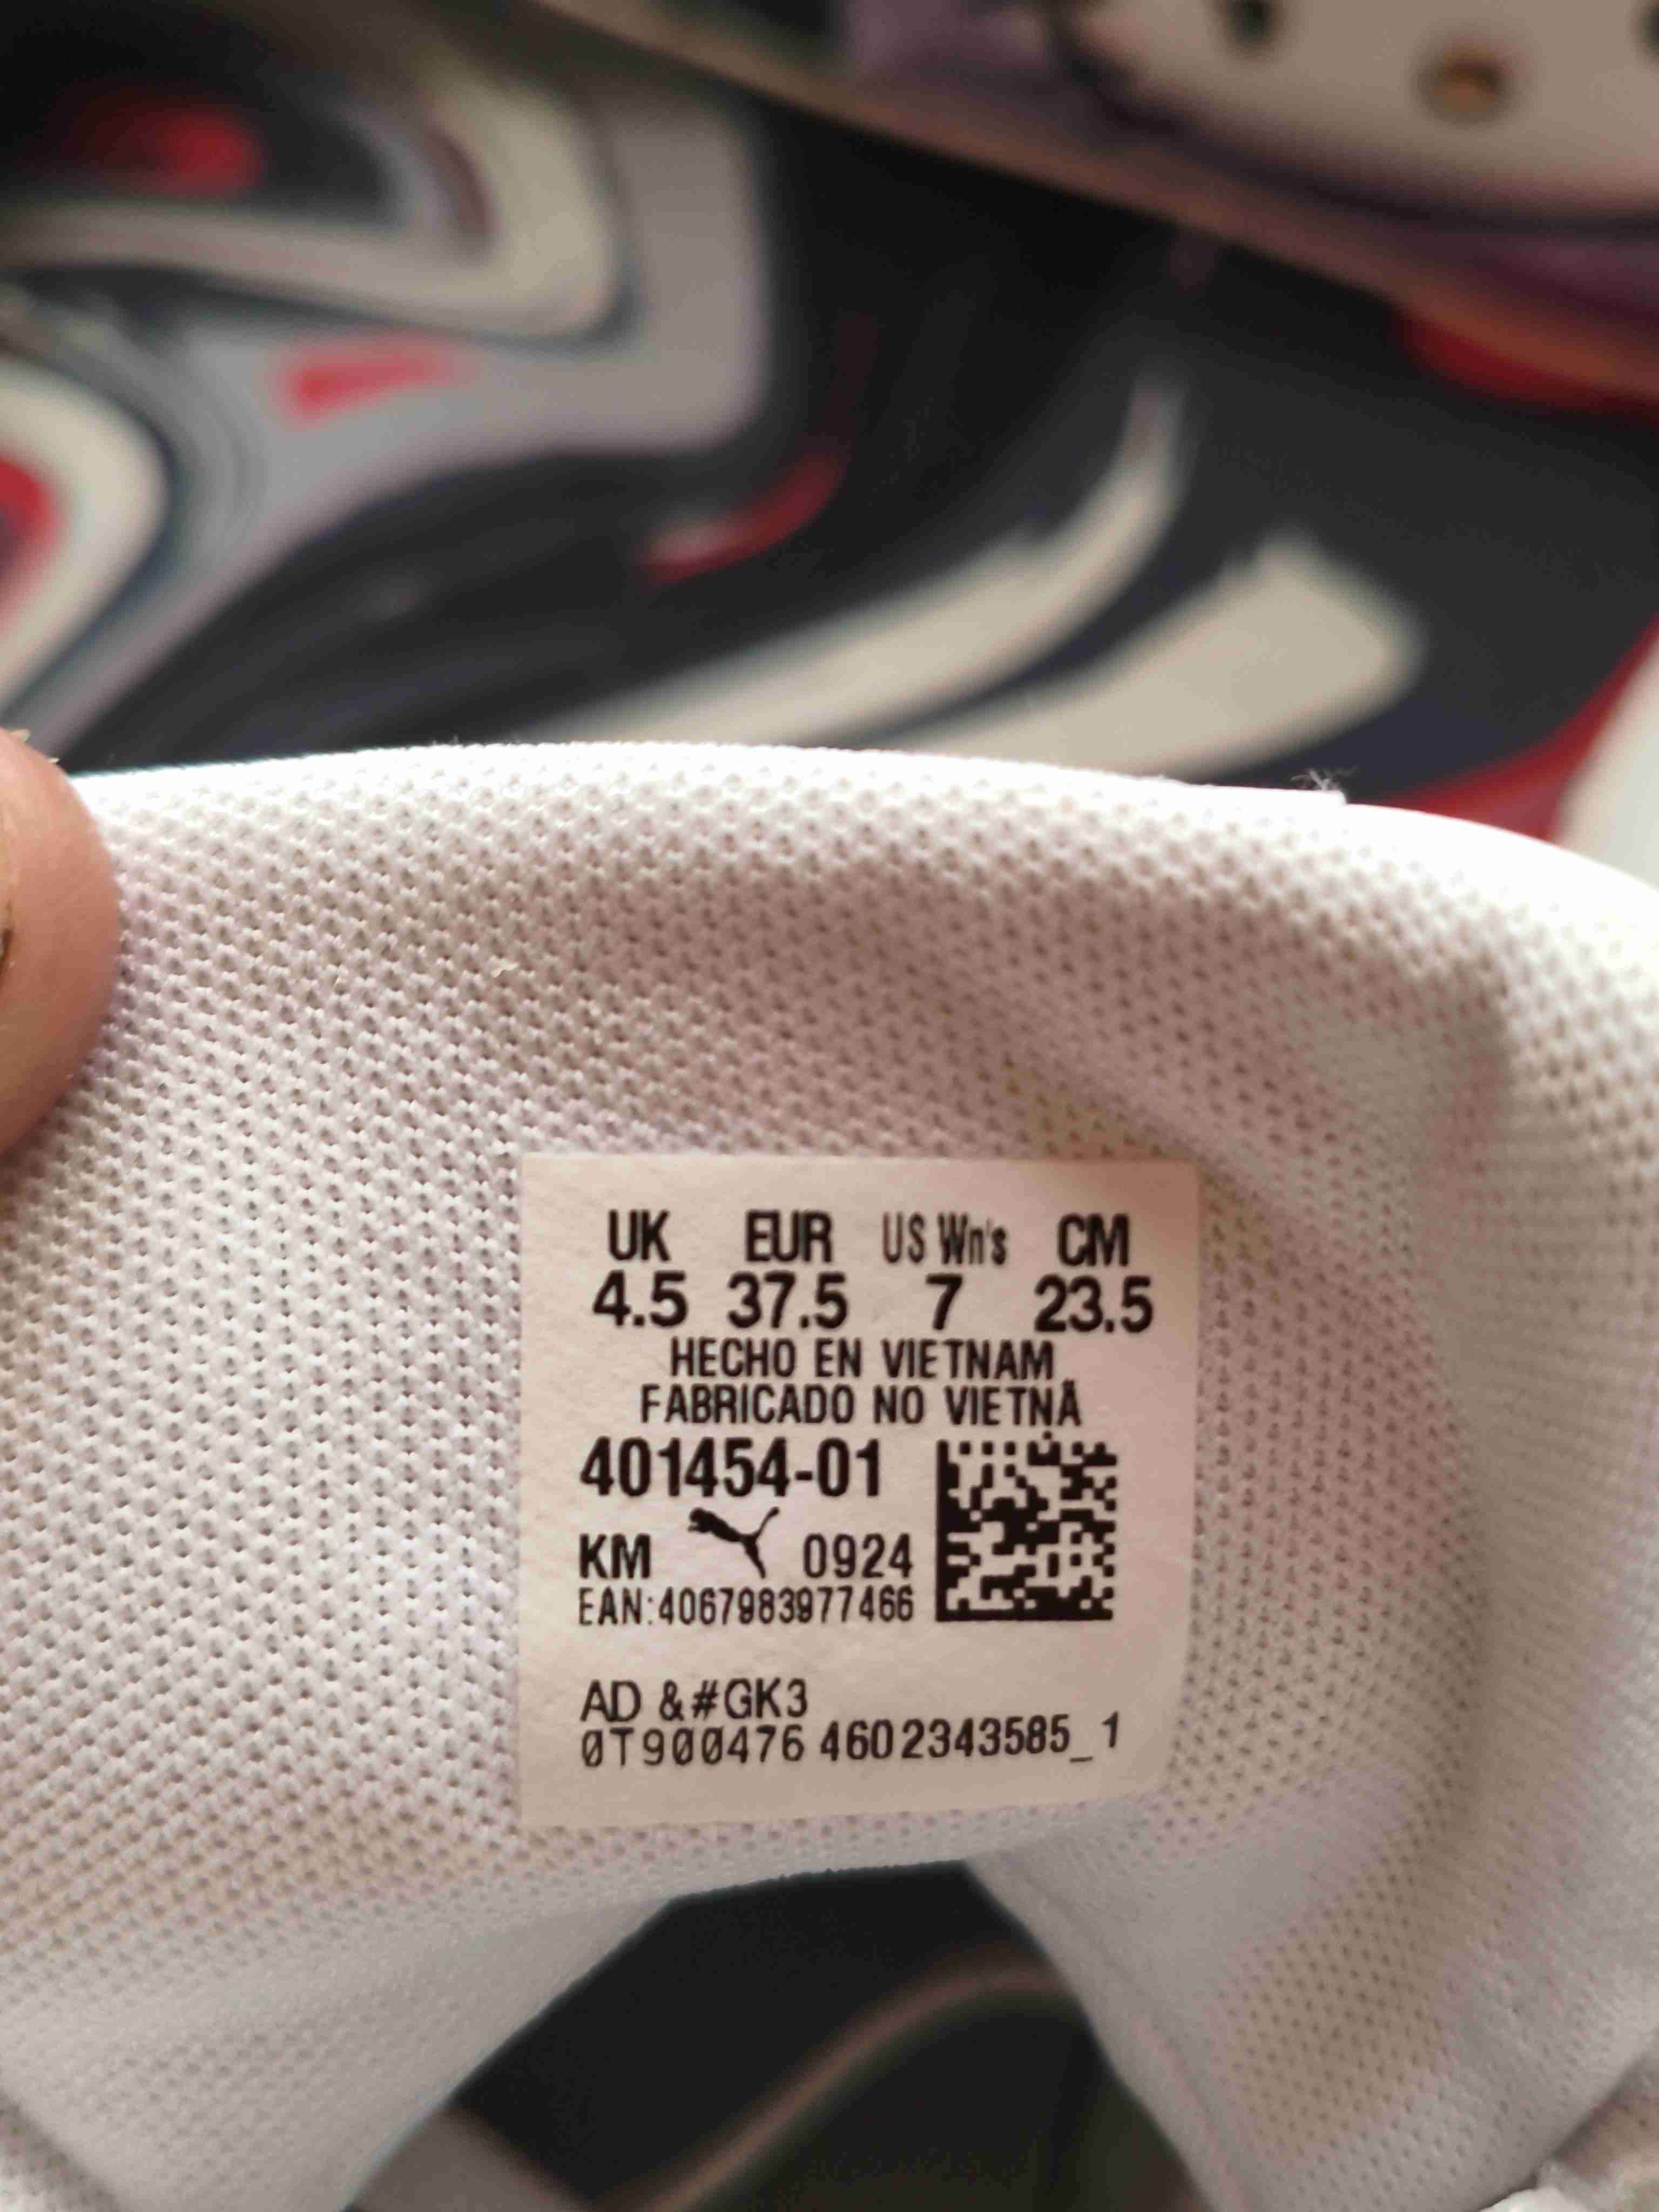 UK EUR US Wn's CM
4.5 37.5 7 23.5
HECHO EN VIETNAM
FABRICADO NO VIETNÃ
401454-01
KM 0924
EAN:4067983977466
AD &#GK3
0T900476 4602343585_1